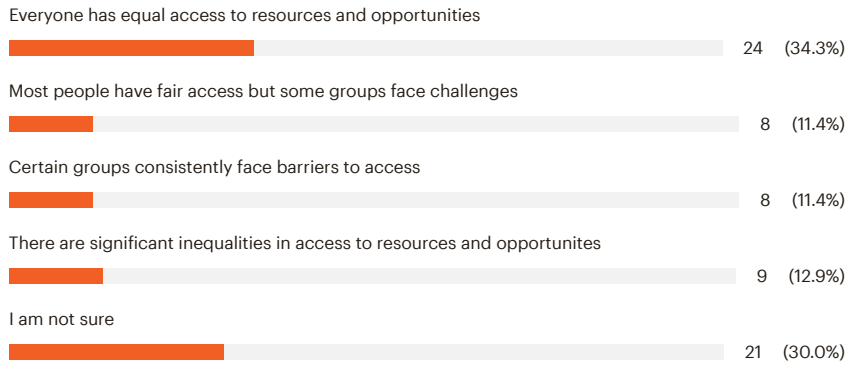 Everyone has equal access to resources and opportunities
24 (34.3%)
Most people have fair access but some groups face challenges
8 (11.4%)
Certain groups consistently face barriers to access
8 (11.4%)
There are significant inequalities in access to resources and opportunites
9 (12.9%)
I am not sure
21 (30.0%)